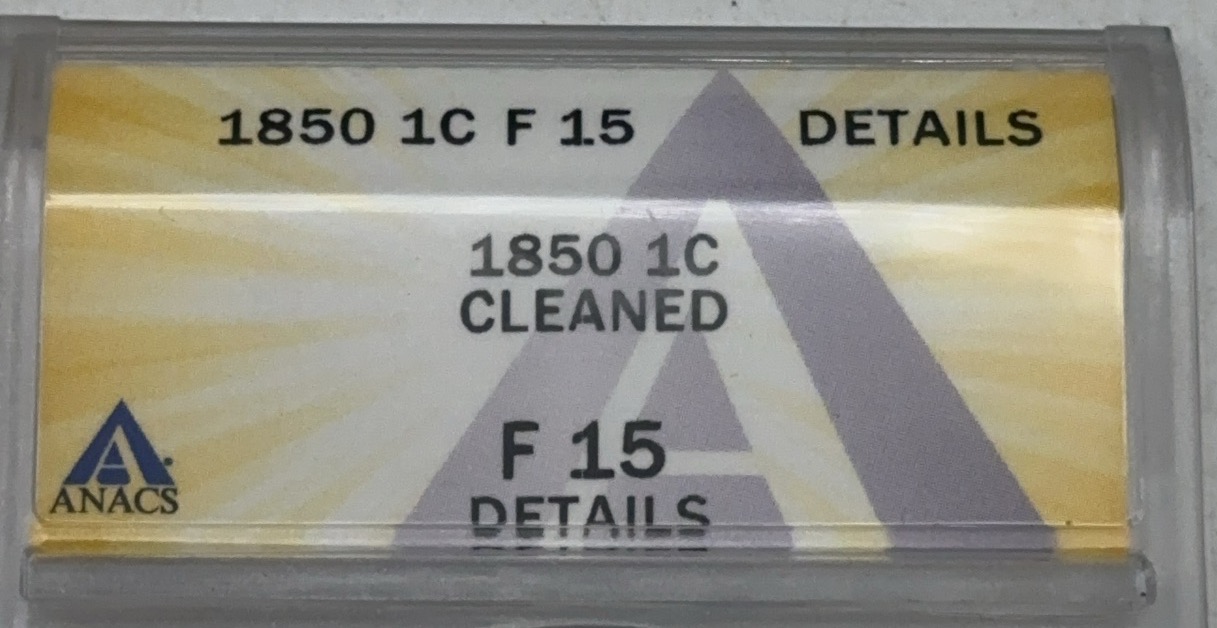 1850 1C F 15 DETAILS
1850 1C
CLEANED
F 15
DETAILS
ANACS